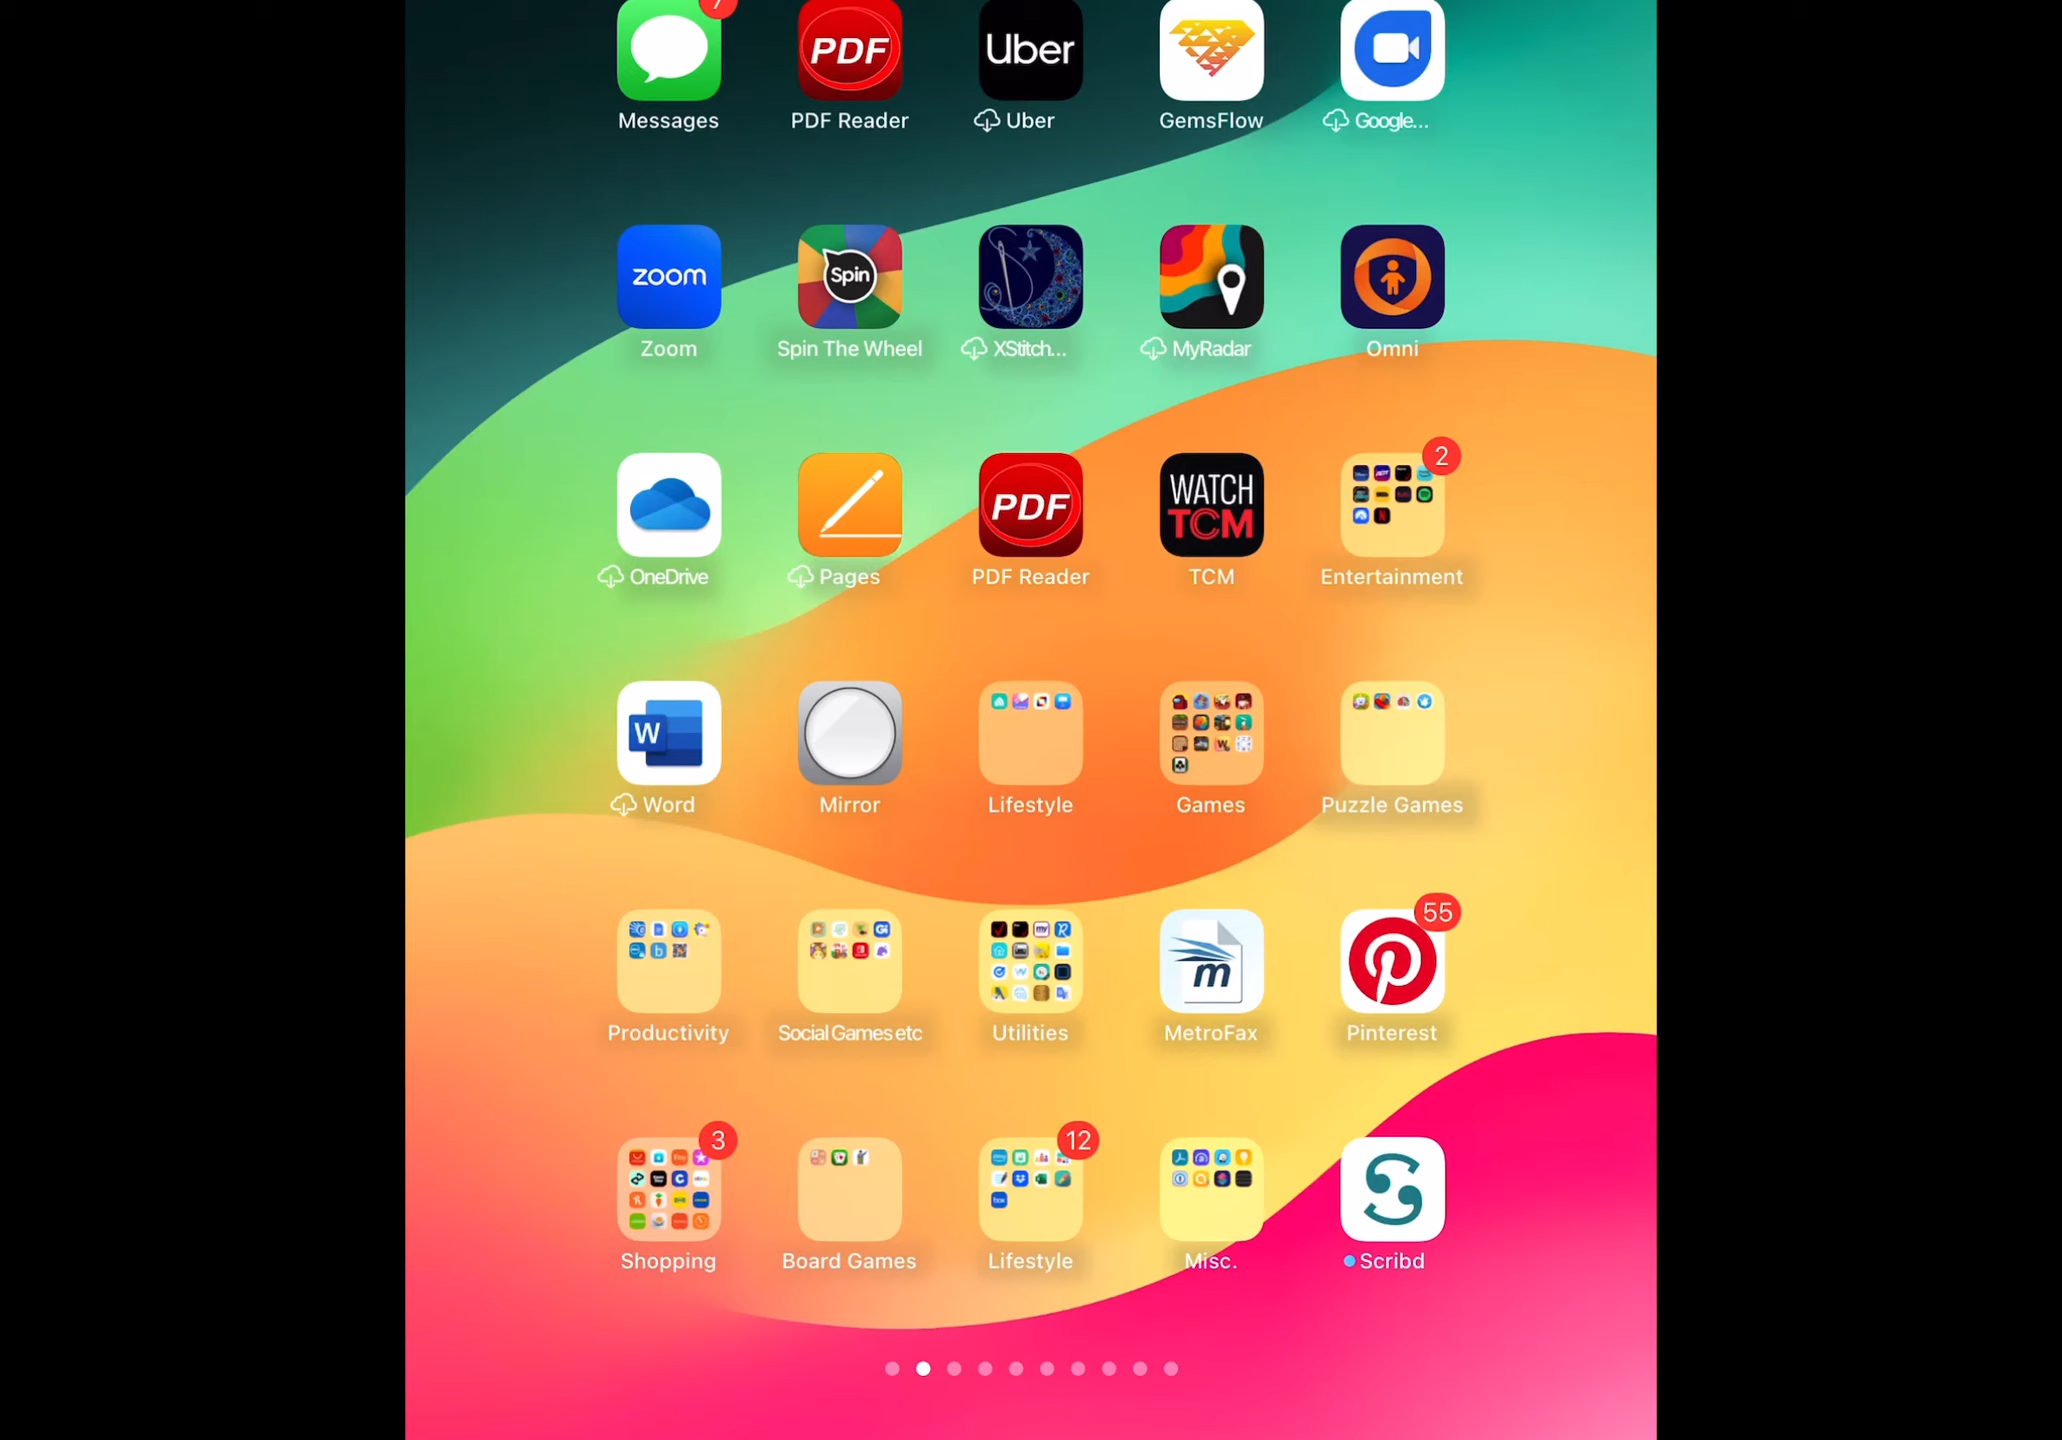 7
PDF
Uber
Messages
PDF Reader
Uber
GemsFlow
Google...
zoom
Spin
Zoom
Spin The Wheel
XStitch...
MyRadar
Omni
2
PDF
WATCH
TCM
OneDrive
Pages
PDF Reader
TCM
Entertainment
W
Word
Mirror
Lifestyle
Games
Puzzle Games
55
m
Productivity
Social Games etc
Utilities
MetroFax
Pinterest
3
12
Shopping
Board Games
Lifestyle
Misc.
Scribd